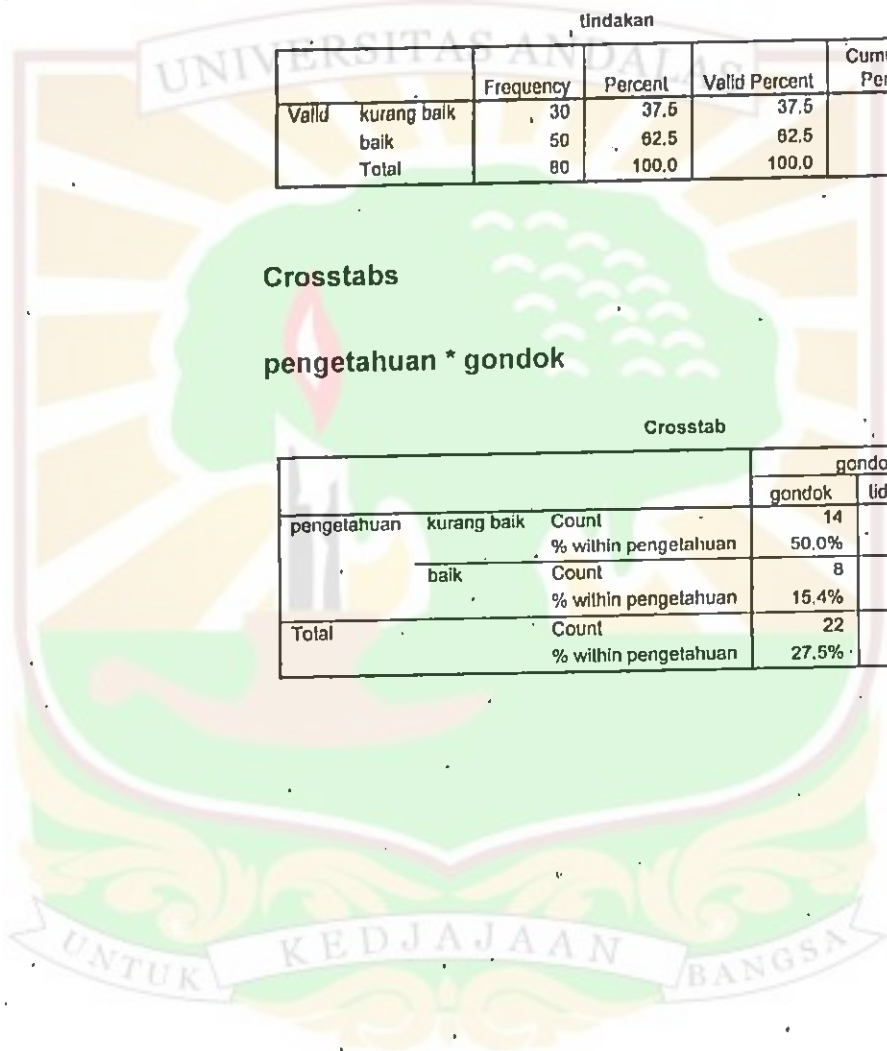 UNIVERSITAS ANDALAS
tindakan
Frequency Percent Valid Percent
Valid kurang baik 30 37,5 37,5
baik 50 62,5 62,5
Total 80 100,0 100,0
Crosstabs
pengetahuan * gondok
Crosstab
gondok
pengetahuan kurang baik Count 14
% within pengetahuan 50,0%
baik Count 8
% within pengetahuan 15,4%
Total Count 22
% within pengetahuan 27,5%
UNTUK KEDJAJAAN BANGSA